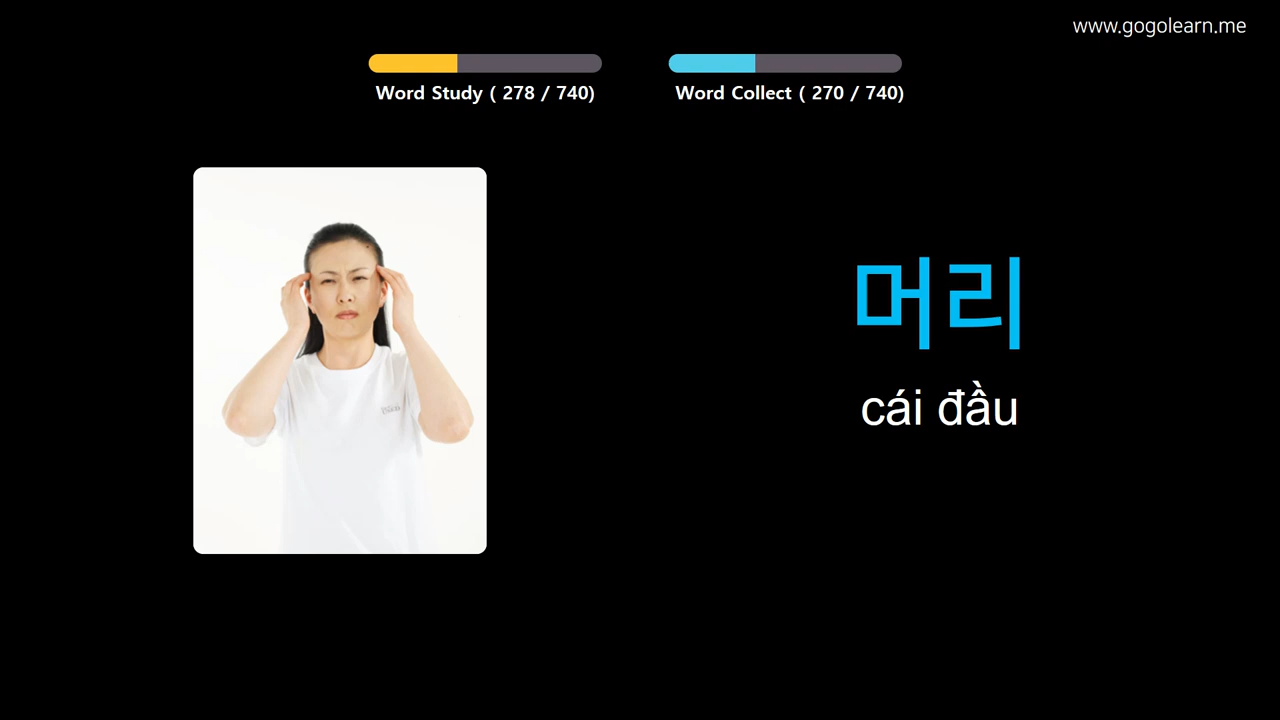 www.gogolearn.me
Word Study ( 278 / 740)
Word Collect ( 270 / 740)
머리
cái đầu